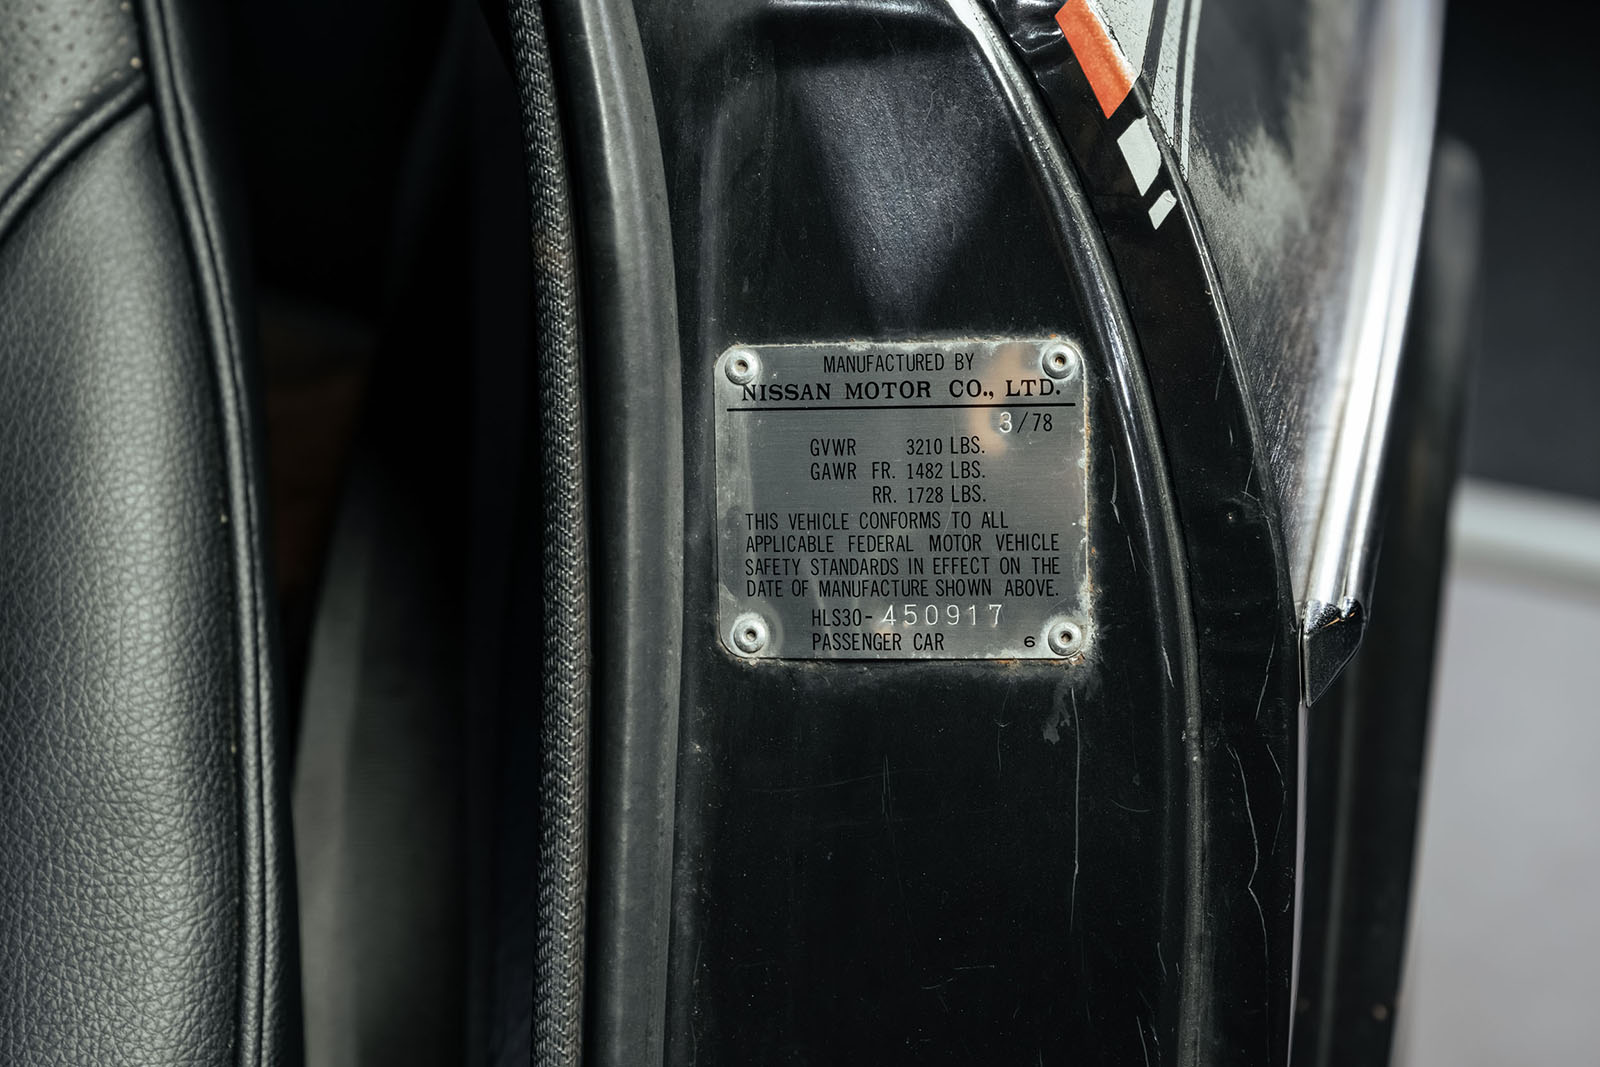 MANUFACTURED BY
NISSAN MOTOR CO., LTD.
3/78
GVWR 3210 LBS.
GAWR FR. 1482 LBS.
RR. 1728 LBS.
THIS VEHICLE CONFORMS TO ALL
APPLICABLE FEDERAL MOTOR VEHICLE
SAFETY STANDARDS IN EFFECT ON THE
DATE OF MANUFACTURE SHOWN ABOVE.
HLS30-450917
PASSENGER CAR 6